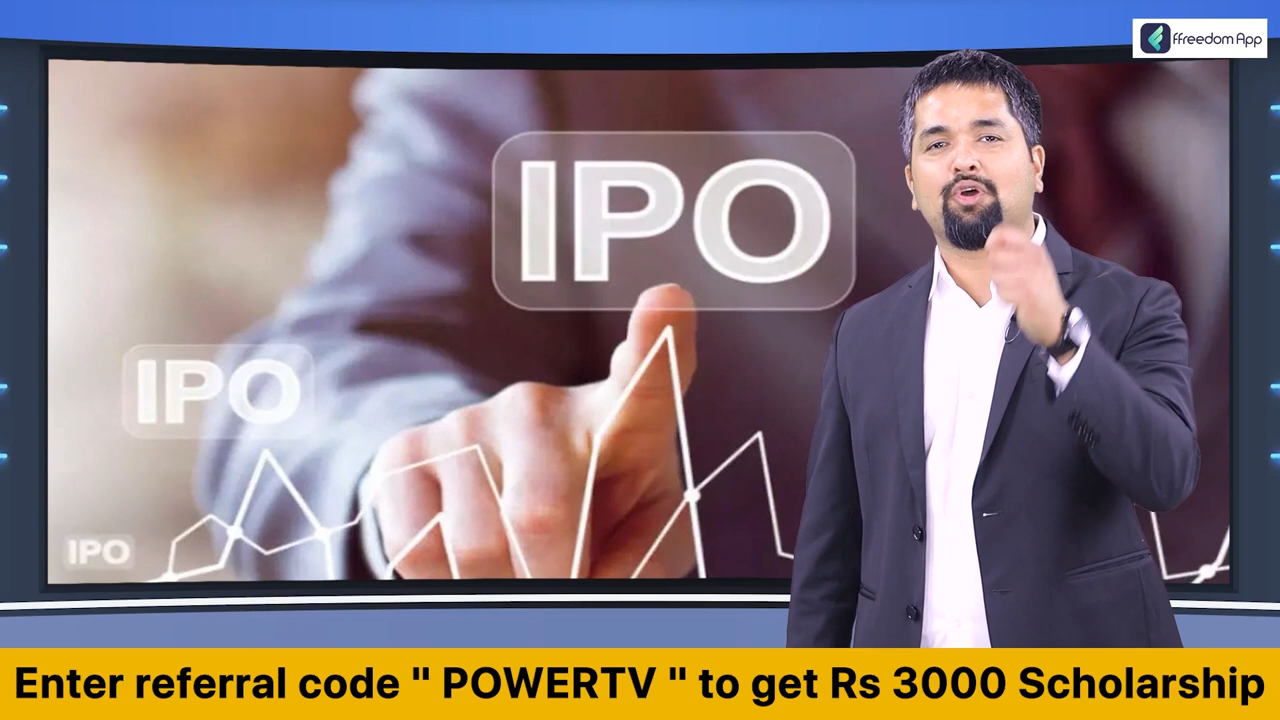 ffreedom App
IPO
IPO
IPO
Enter referral code " POWERTV " to get Rs 3000 Scholarship